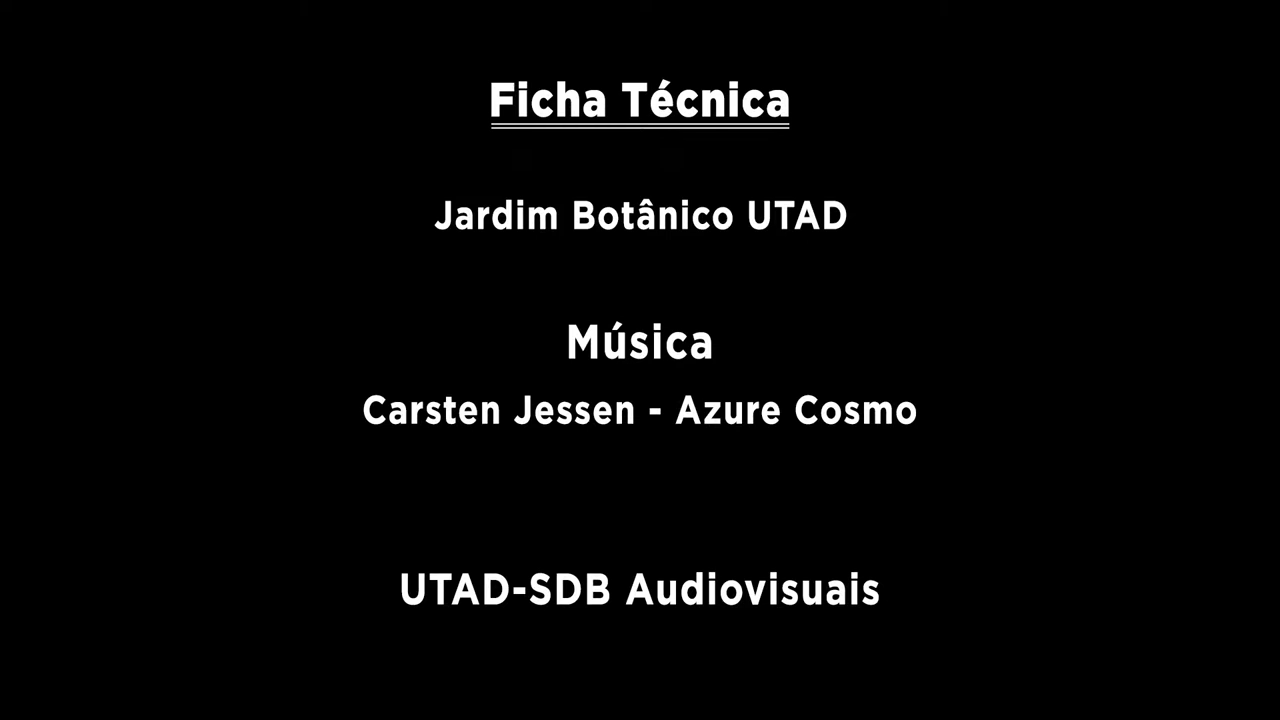 Ficha Técnica
Jardim Botânico UTAD
Música
Carsten Jessen - Azure Cosmo
UTAD-SDB Audiovisuais